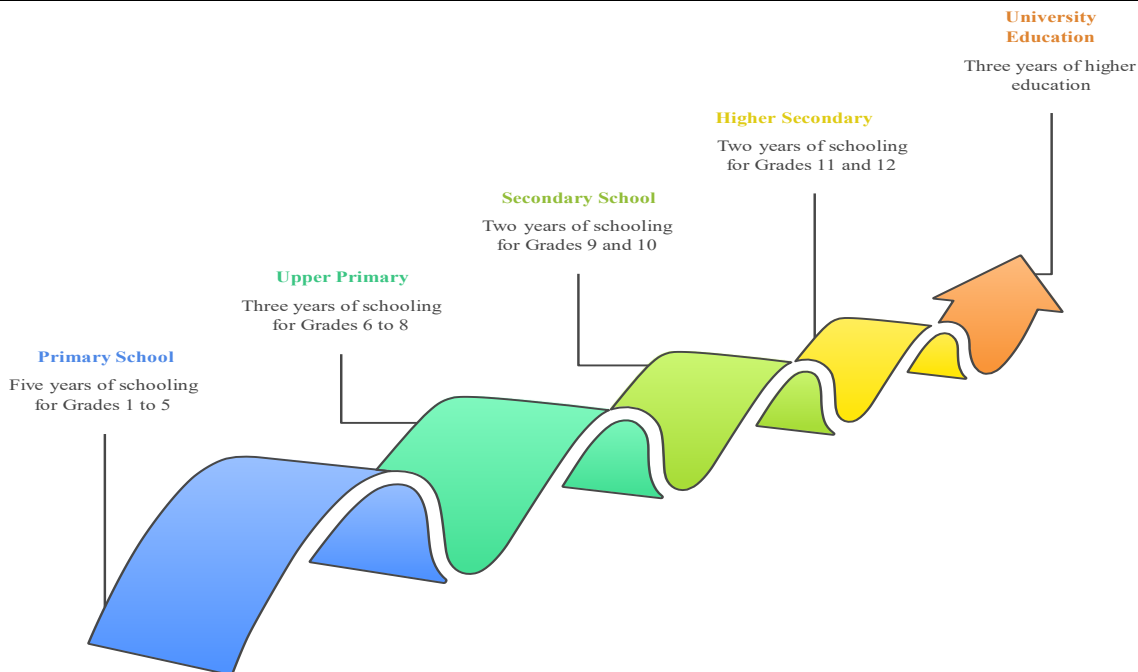 University
Education
Three years of higher
education
Higher Secondary
Two years of schooling
for Grades 11 and 12
Secondary School
Two years of schooling
for Grades 9 and 10
Upper Primary
Three years of schooling
for Grades 6 to 8
Primary School
Five years of schooling
for Grades 1 to 5